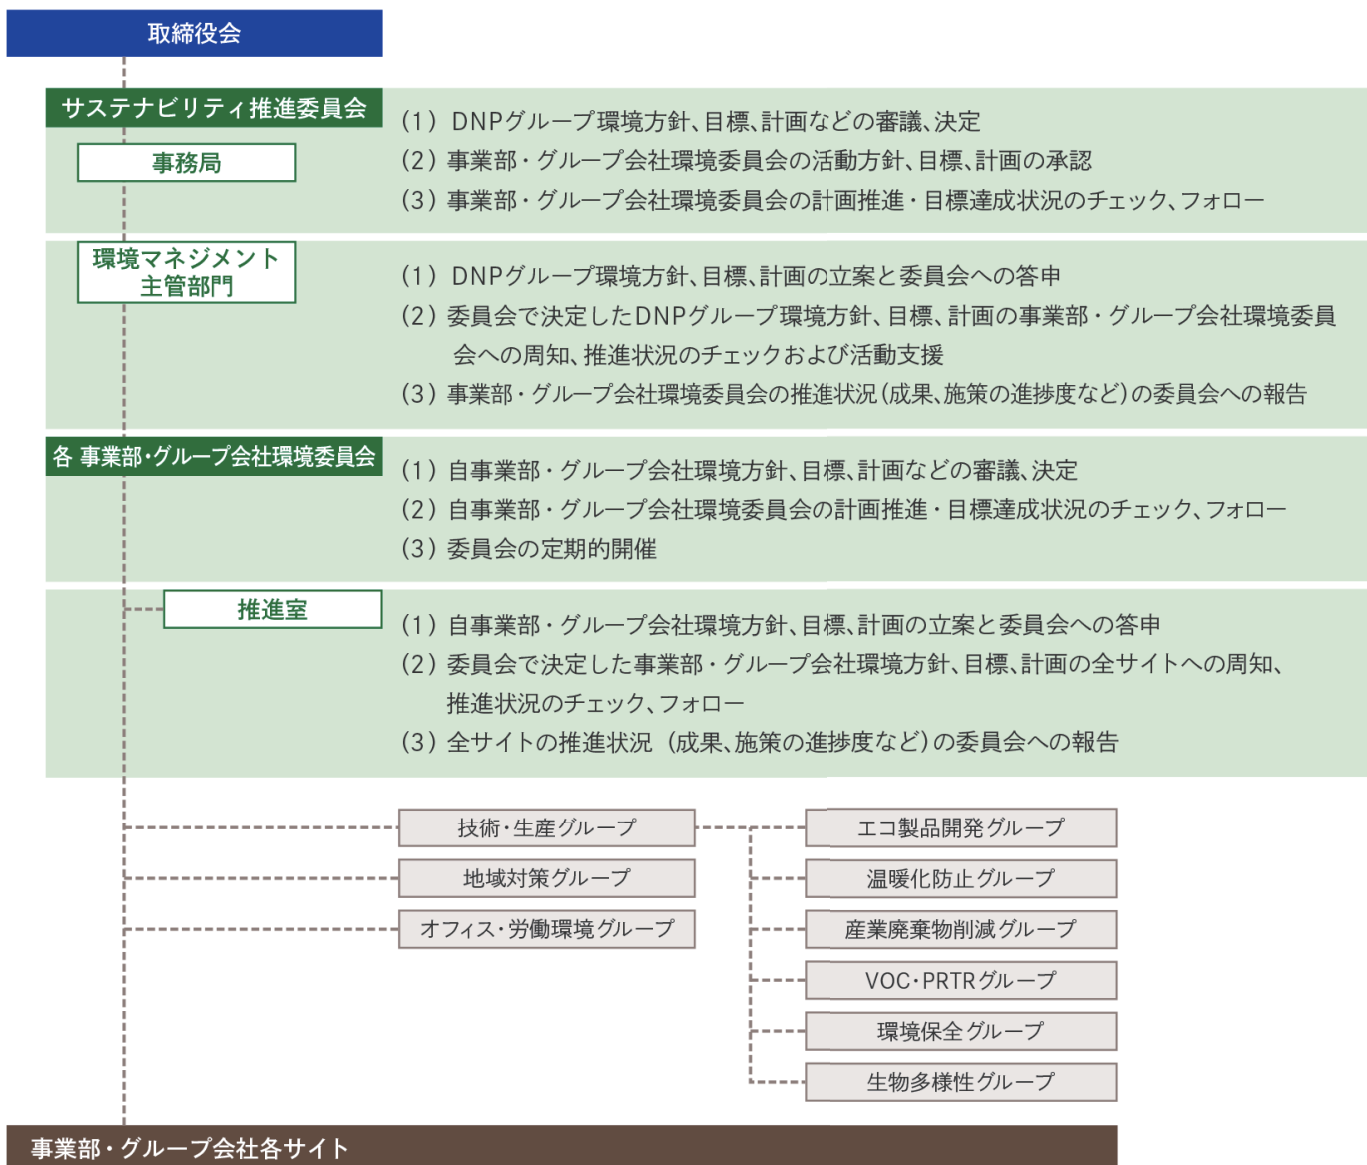 取締役会
サステナビリティ推進委員会
事務局
(1) DNPグループ環境方針、目標、計画などの審議、決定
(2) 事業部・グループ会社環境委員会の活動方針、目標、計画の承認
(3) 事業部・グループ会社環境委員会の計画推進・目標達成状況のチェック、フォロー
環境マネジメント
主管部門
(1) DNPグループ環境方針、目標、計画の立案と委員会への答申
(2) 委員会で決定したDNPグループ環境方針、目標、計画の事業部・グループ会社環境委員
会への周知、推進状況のチェックおよび活動支援
(3) 事業部・グループ会社環境委員会の推進状況(成果、施策の進捗度など)の委員会への報告
各 事業部・グループ会社環境委員会
(1) 自事業部・グループ会社環境方針、目標、計画などの審議、決定
(2) 自事業部・グループ会社環境委員会の計画推進・目標達成状況のチェック、フォロー
(3) 委員会の定期的開催
推進室
(1) 自事業部・グループ会社環境方針、目標、計画の立案と委員会への答申
(2) 委員会で決定した事業部・グループ会社環境方針、目標、計画の全サイトへの周知、
推進状況のチェック、フォロー
(3) 全サイトの推進状況 (成果、施策の進捗度など)の委員会への報告
技術・生産グループ
地域対策グループ
オフィス・労働環境グループ
エコ製品開発グループ
温暖化防止グループ
産業廃棄物削減グループ
VOC・PRTRグループ
環境保全グループ
生物多様性グループ
事業部・グループ会社各サイト